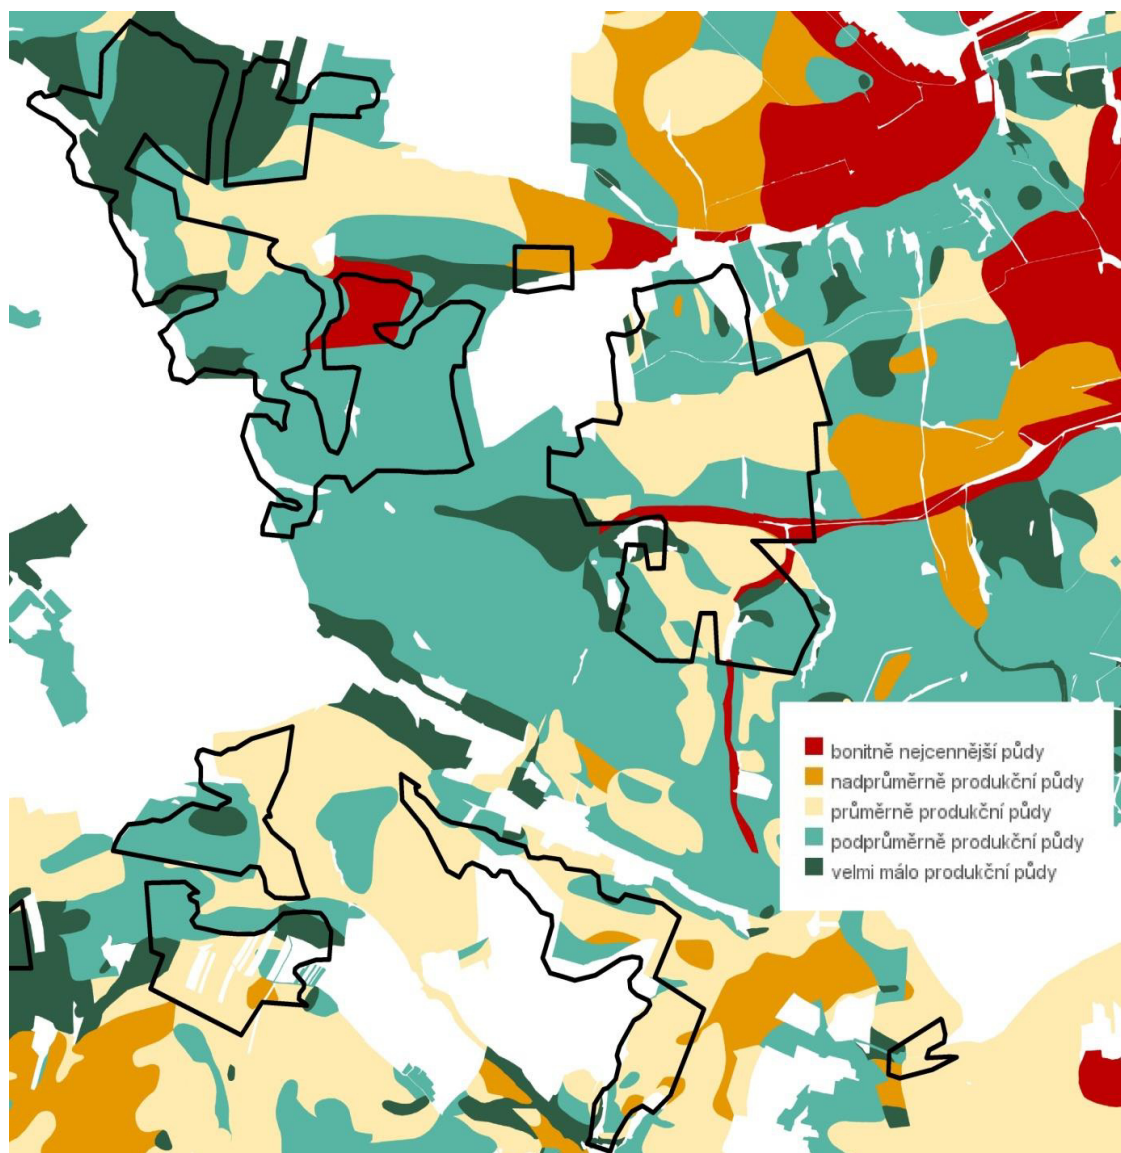 bonitně nejcennější půdy
nadprůměrně produkční půdy
průměrně produkční půdy
podprůměrně produkční půdy
velmi málo produkční půdy